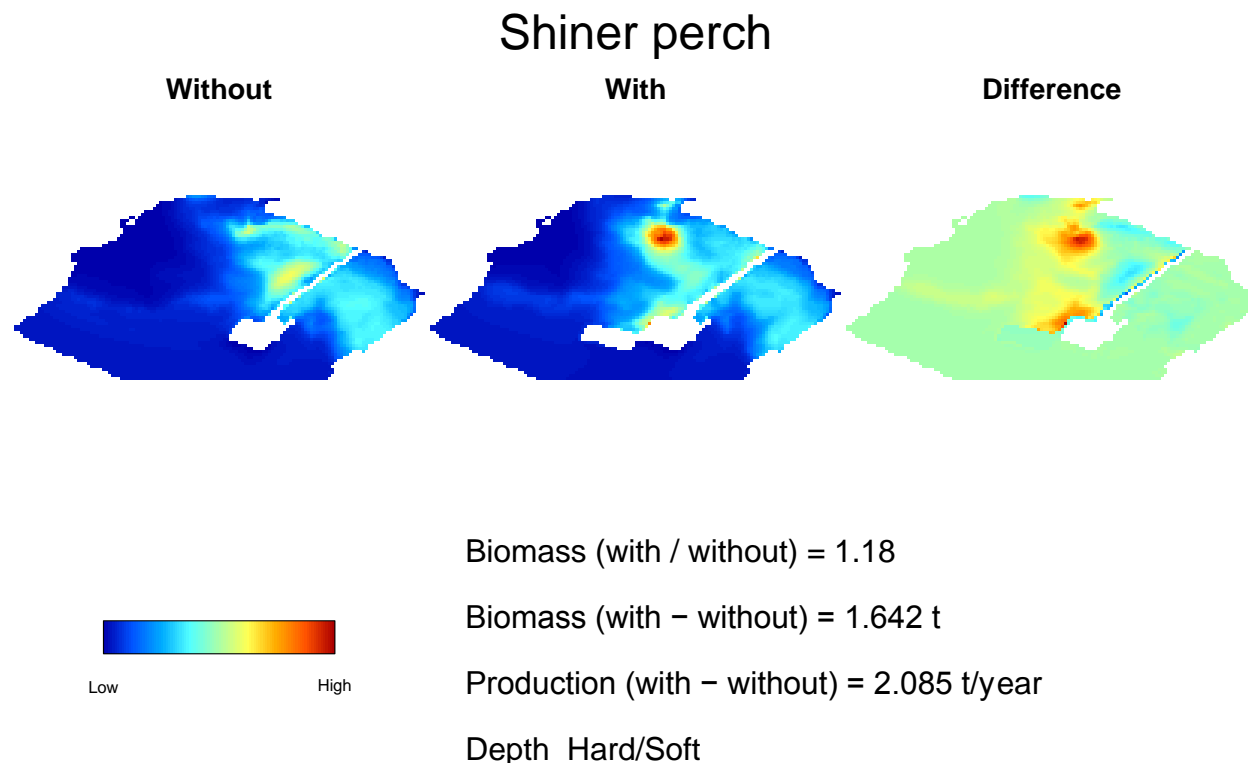 Shiner perch
Without With Difference
Biomass (with / without) = 1.18
Biomass (with − without) = 1.642 t
Low High
Production (with − without) = 2.085 t/year
Depth Hard/Soft